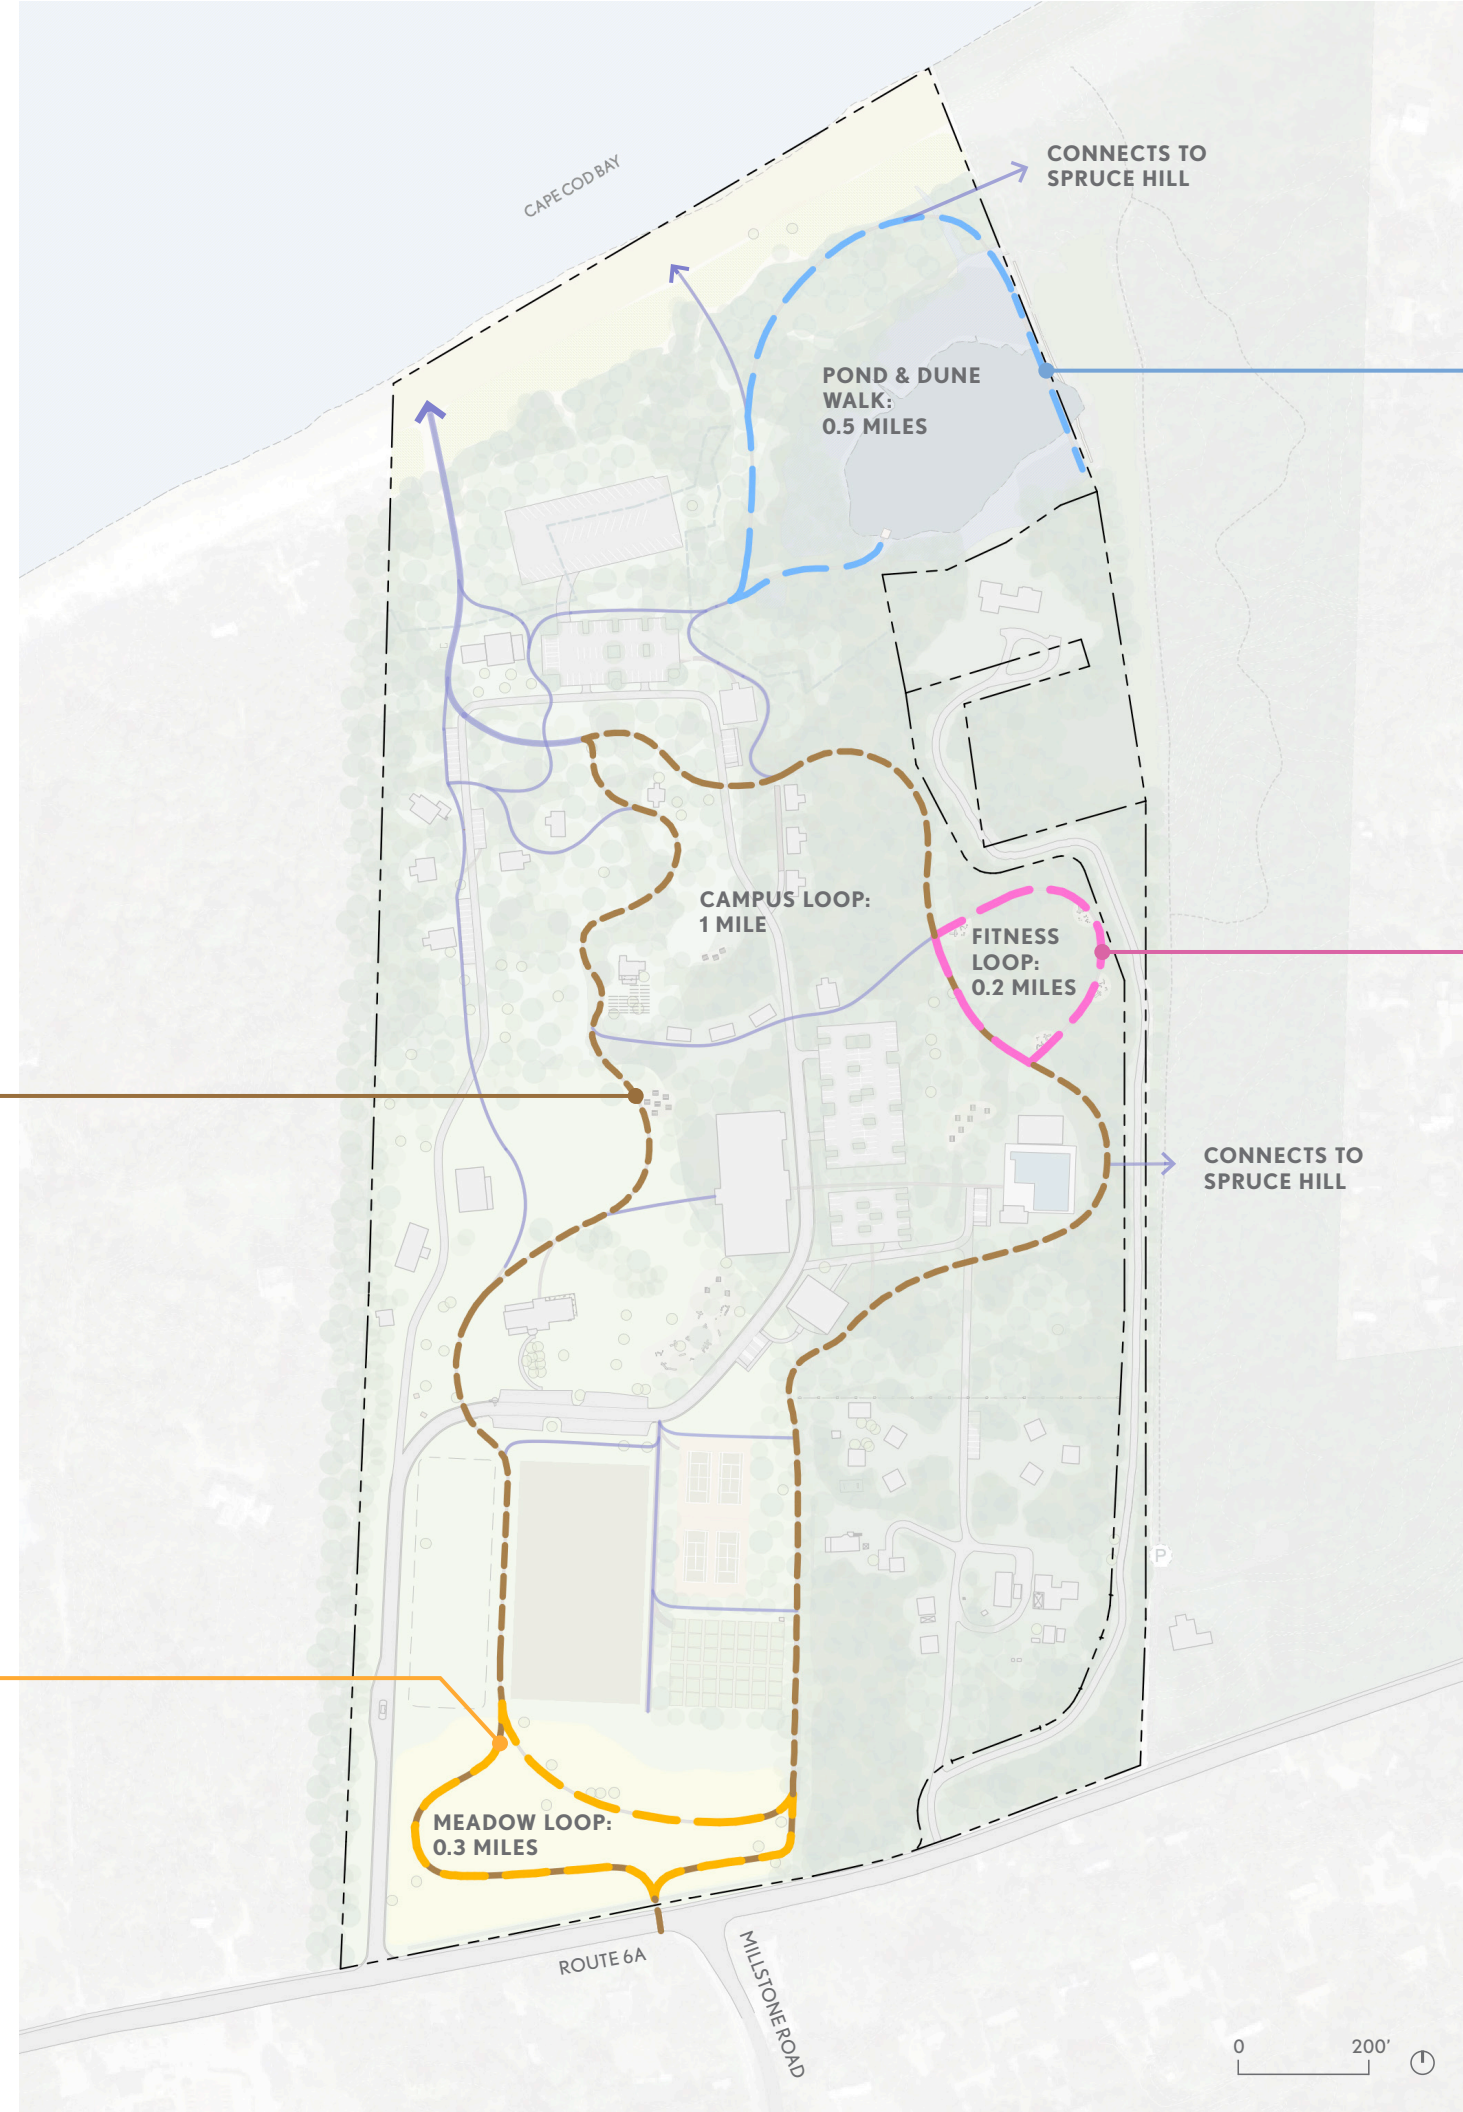 CONNECTS TO
SPRUCE HILL
CAPE COD BAY
POND & DUNE
WALK:
0.5 MILES
CAMPUS LOOP:
1 MILE
FITNESS
LOOP:
0.2 MILES
CONNECTS TO
SPRUCE HILL
P
MEADOW LOOP:
0.3 MILES
ROUTE 6A
MILLSTONE ROAD
0 200’